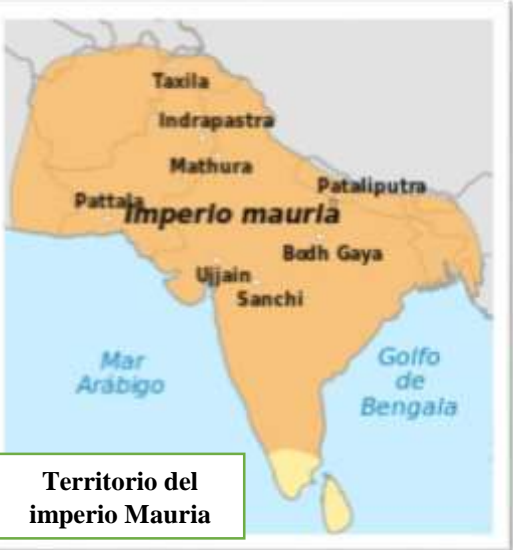 Taxila
Indrapastra
Mathura
Pataliputra
Pattala
Imperio mauria
Bodh Gaya
Ujjain
Sanchi
Mar
Arábigo
Golfo
de
Bengala
Territorio del
imperio Mauria